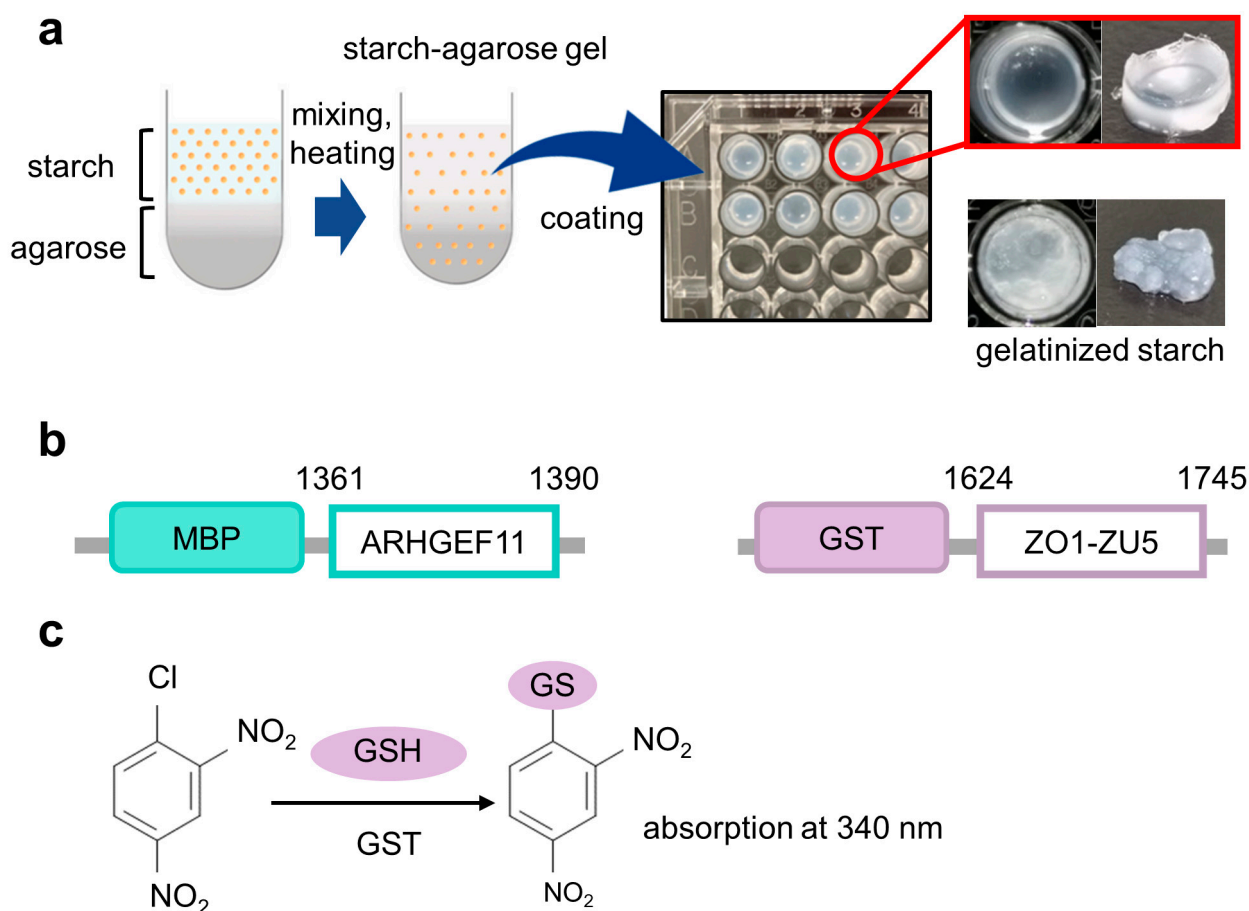 a
starch-agarose gel
mixing,
heating
starch
agarose
coating
2
3
4
B
C
gelatinized starch
b
1361
1390
1624
1745
MBP
ARHGEF11
GST
ZO1-ZU5
c
Cl
NO₂
GSH
GST
NO₂
GS
NO₂
NO₂
absorption at 340 nm